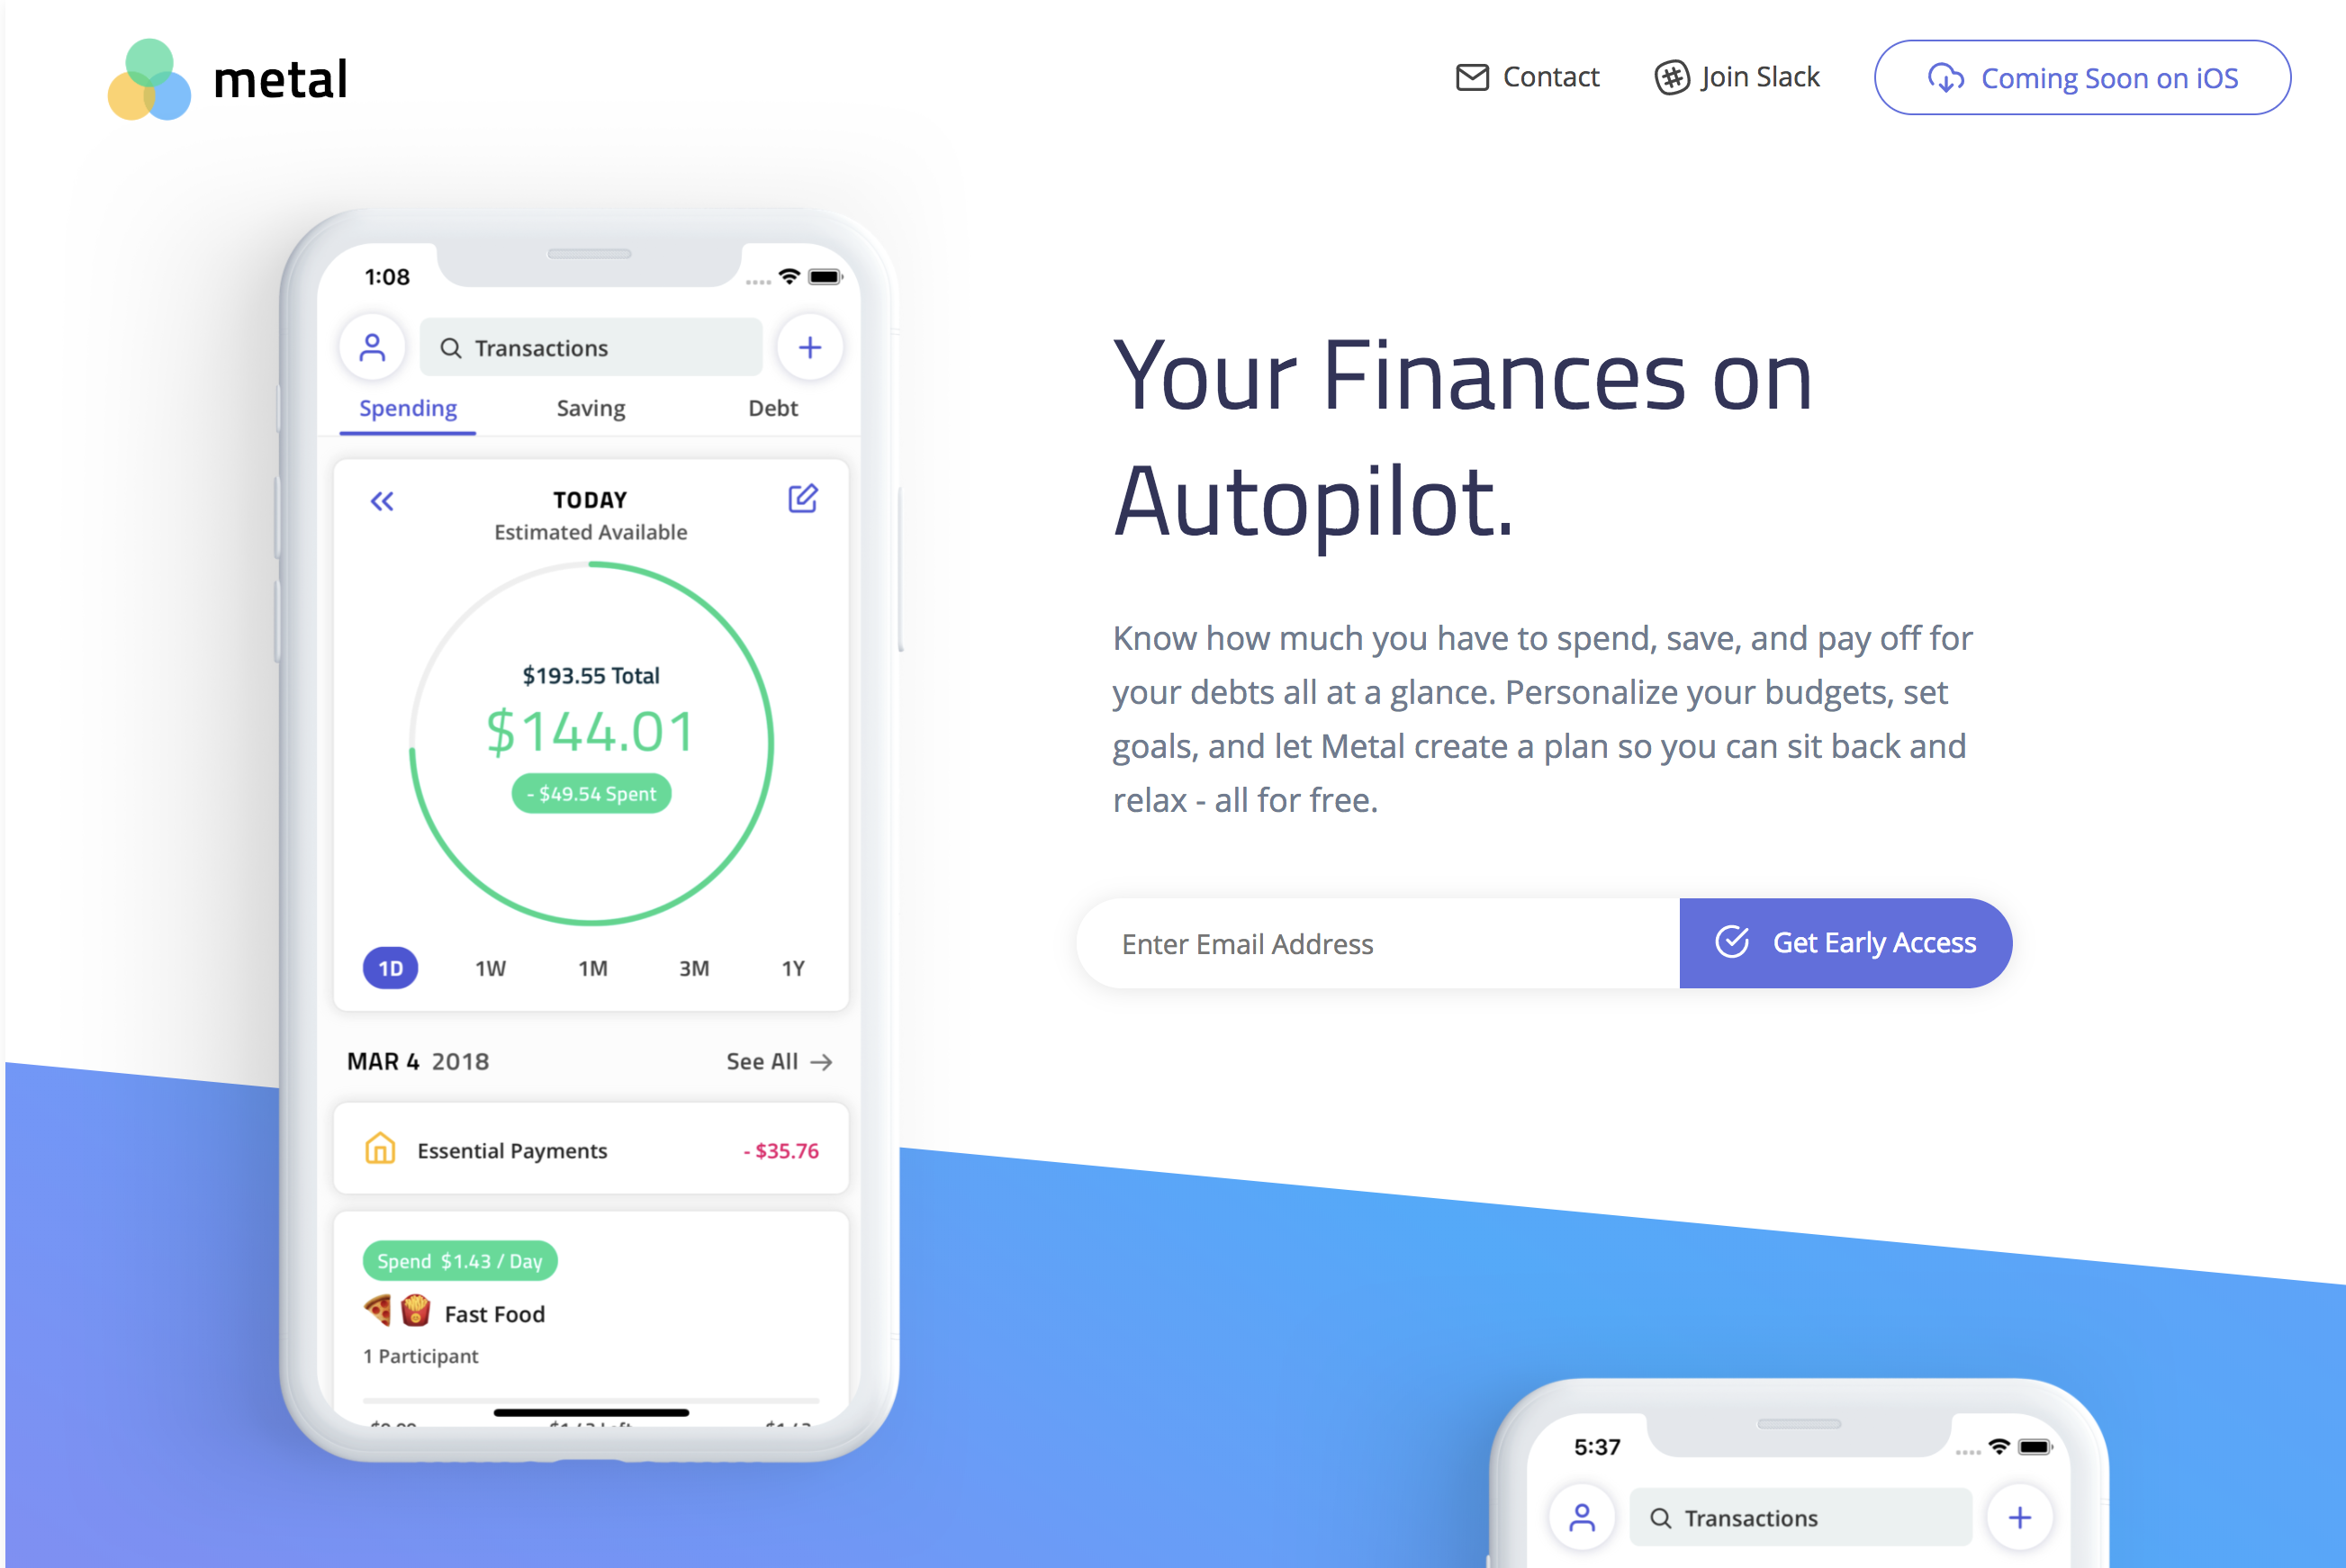 metal
Contact
Join Slack
Coming Soon on iOS
1:08
Transactions
Spending Saving Debt
TODAY
Estimated Available
$193.55 Total
$144.01
- $49.54 Spent
1D 1W 1M 3M 1Y
MAR 4 2018
See All
Essential Payments - $35.76
Spend $1.43 / Day
Fast Food
1 Participant
Your Finances on
Autopilot.
Know how much you have to spend, save, and pay off for
your debts all at a glance. Personalize your budgets, set
goals, and let Metal create a plan so you can sit back and
relax - all for free.
Enter Email Address
Get Early Access
5:37
Transactions